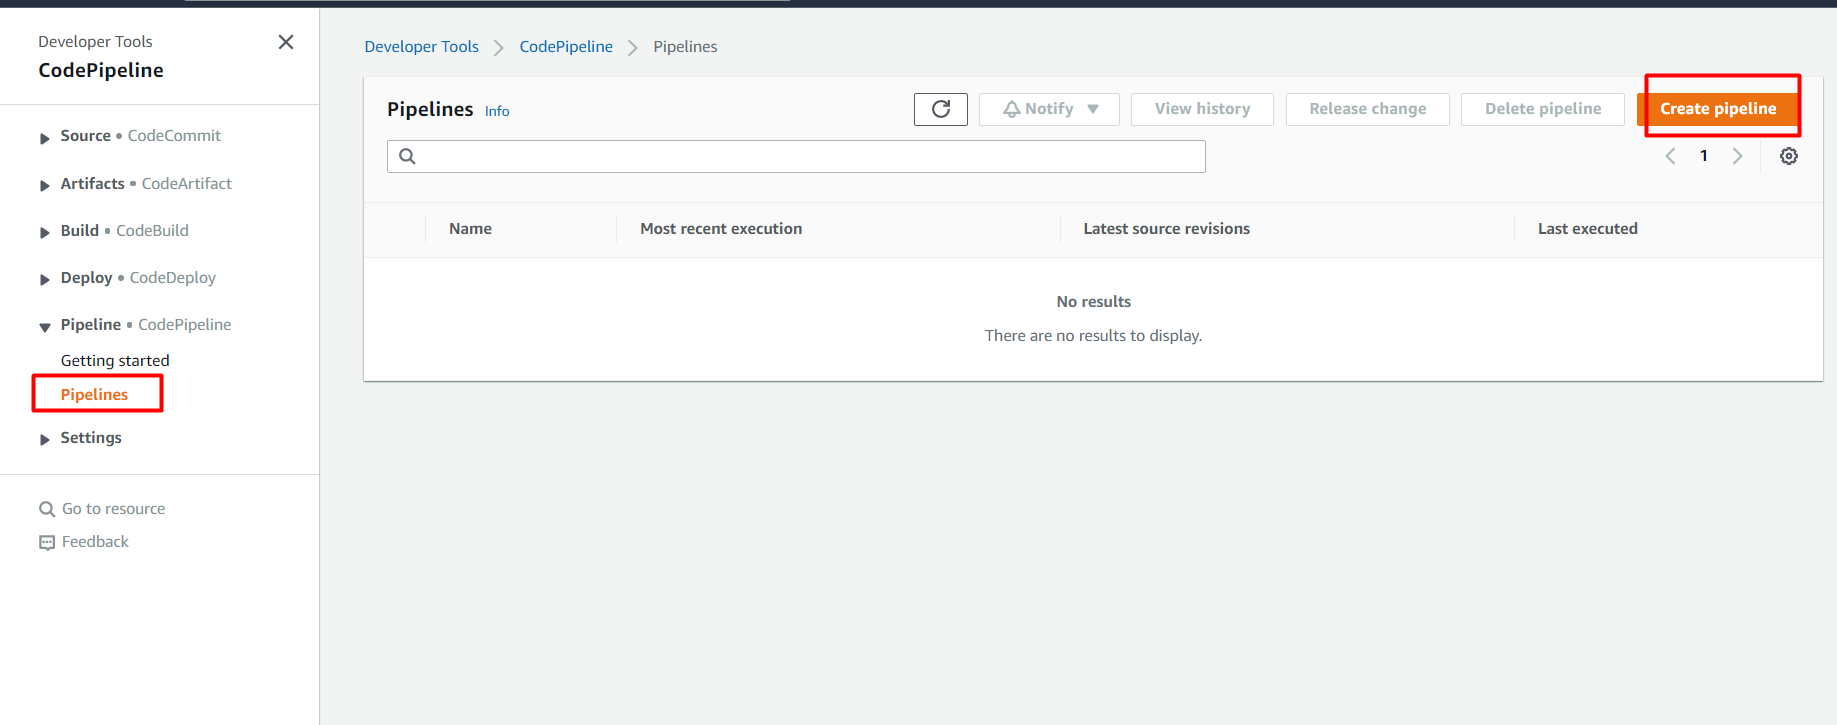 Developer Tools
CodePipeline
Source • CodeCommit
Artifacts • CodeArtifact
Build • CodeBuild
Deploy • CodeDeploy
Pipeline • CodePipeline
Getting started
Pipelines
Settings
Go to resource
Feedback
Developer Tools > CodePipeline > Pipelines
Pipelines Info Notify View history Release change Delete pipeline Create pipeline
1
Name Most recent execution Latest source revisions Last executed
No results
There are no results to display.